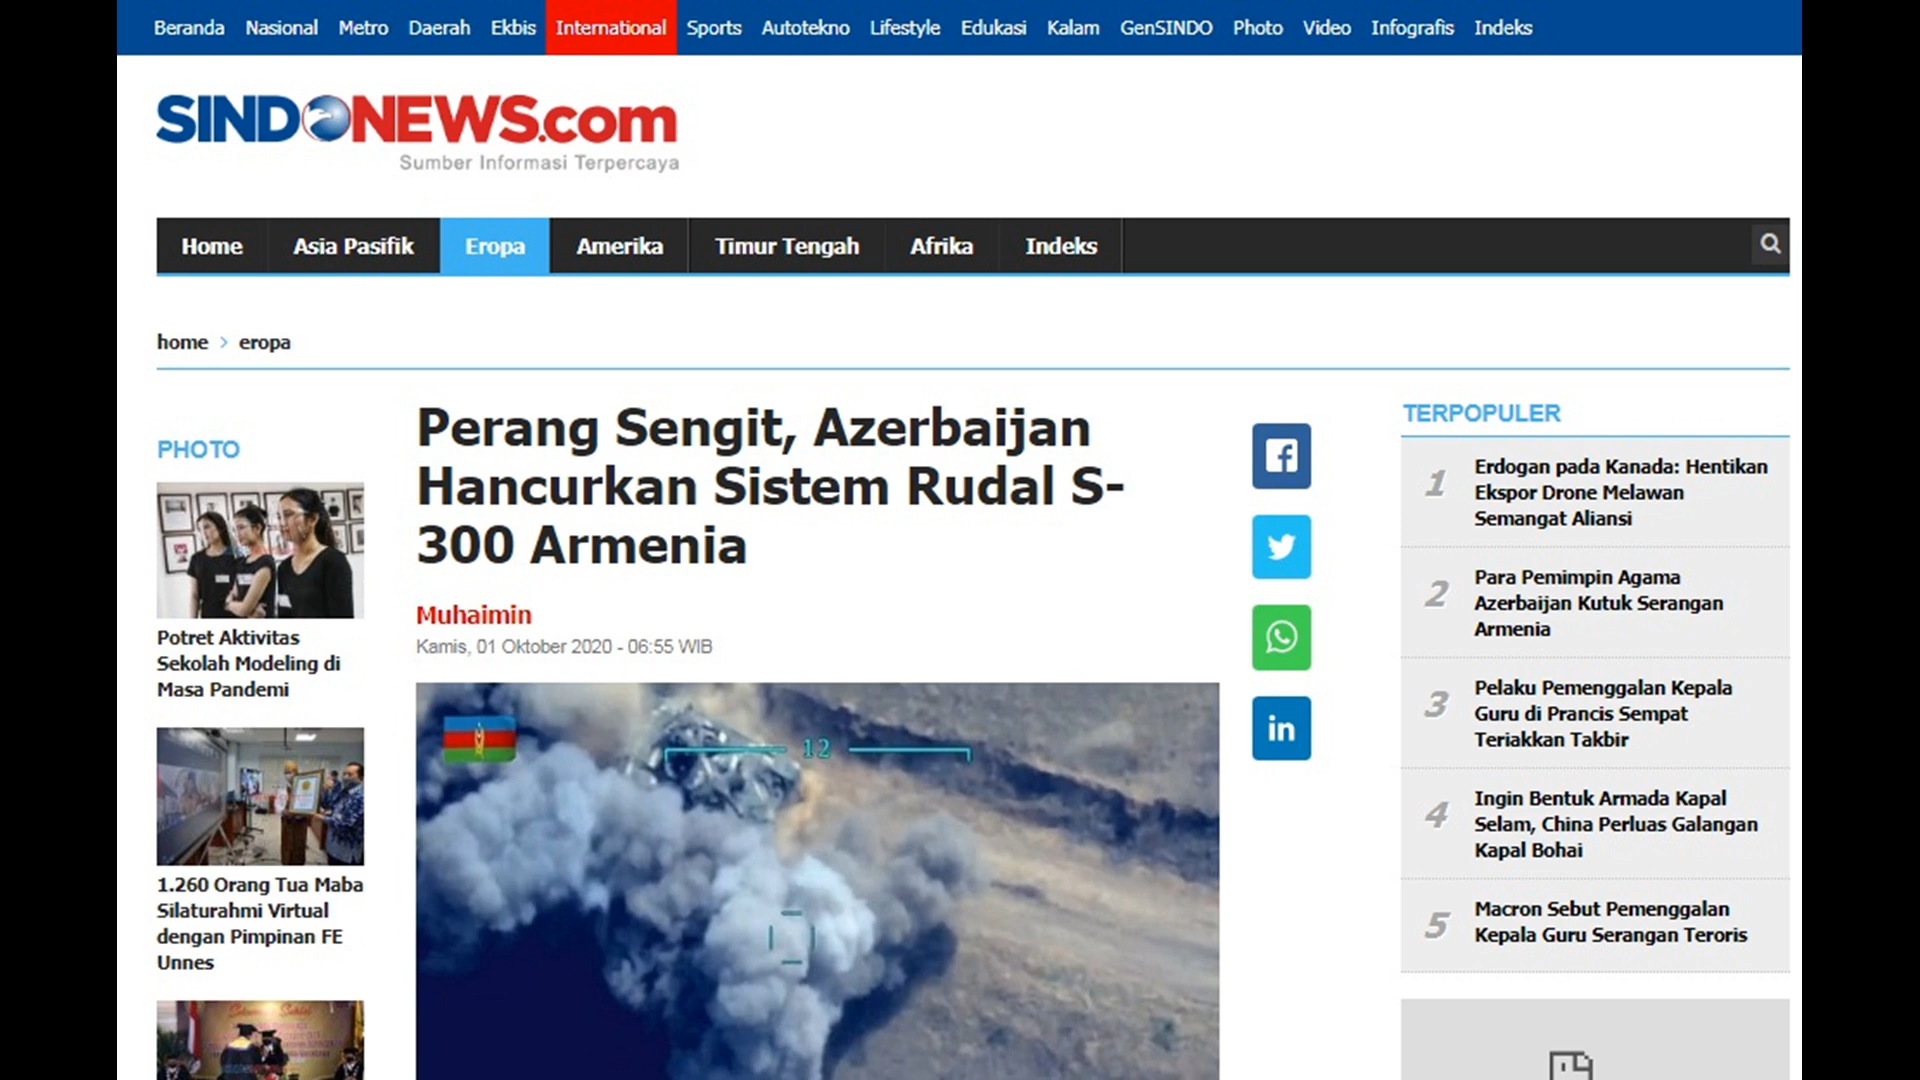 Beranda Nasional Metro Daerah Ekbis International Sports Autotekno Lifestyle Edukasi Kalam GenSINDO Photo Video Infografis Indeks
SINDONEWS.com
Sumber Informasi Terpercaya
Home Asia Pasifik Eropa Amerika Timur Tengah Afrika Indeks
home > eropa
PHOTO
Potret Aktivitas
Sekolah Modeling di
Masa Pandemi
1.260 Orang Tua Maba
Silaturahmi Virtual
dengan Pimpinan FE
Unnes
Perang Sengit, Azerbaijan
Hancurkan Sistem Rudal S-
300 Armenia
Muhaimin
Kamis, 01 Oktober 2020 - 06:55 WIB
12
TERPOPULER
1
Erdogan pada Kanada: Hentikan
Ekspor Drone Melawan
Semangat Aliansi
2
Para Pemimpin Agama
Azerbaijan Kutuk Serangan
Armenia
3
Pelaku Pemenggalan Kepala
Guru di Prancis Sempat
Teriakkan Takbir
4
Ingin Bentuk Armada Kapal
Selam, China Perluas Galangan
Kapal Bohai
5
Macron Sebut Pemenggalan
Kepala Guru Serangan Teroris